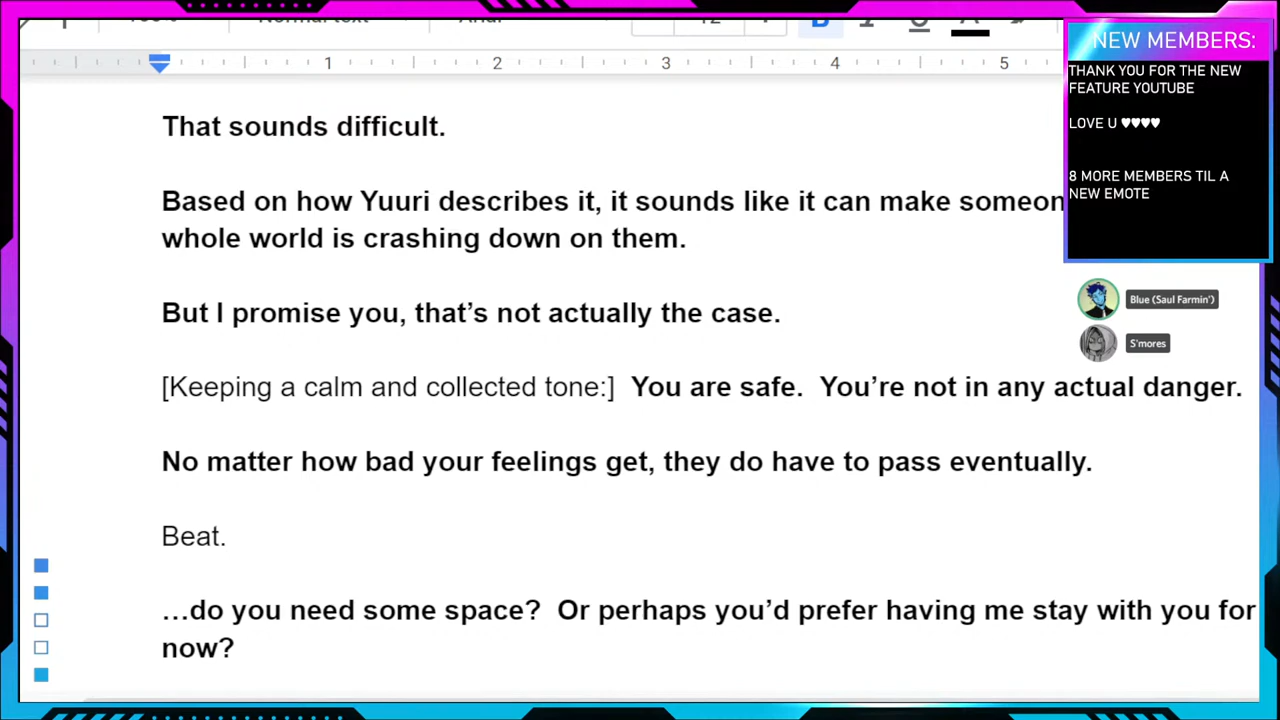 1 2 3 4 5
That sounds difficult.
Based on how Yuuri describes it, it sounds like it can make someon
whole world is crashing down on them.
But I promise you, that’s not actually the case.
[Keeping a calm and collected tone:] You are safe. You’re not in any actual danger.
No matter how bad your feelings get, they do have to pass eventually.
Beat.
…do you need some space? Or perhaps you’d prefer having me stay with you for
now?
NEW MEMBERS:
THANK YOU FOR THE NEW
FEATURE YOUTUBE
LOVE U ♥♥♥♥
8 MORE MEMBERS TIL A
NEW EMOTE
Blue (Saul Farmin')
S'mores